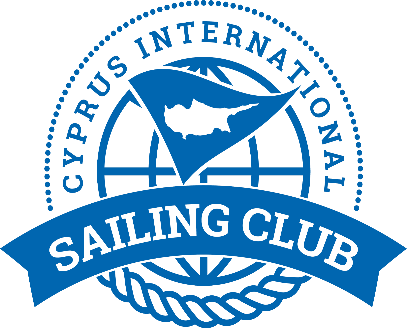 CYPRUS INTERNATIONAL
SAILING CLUB